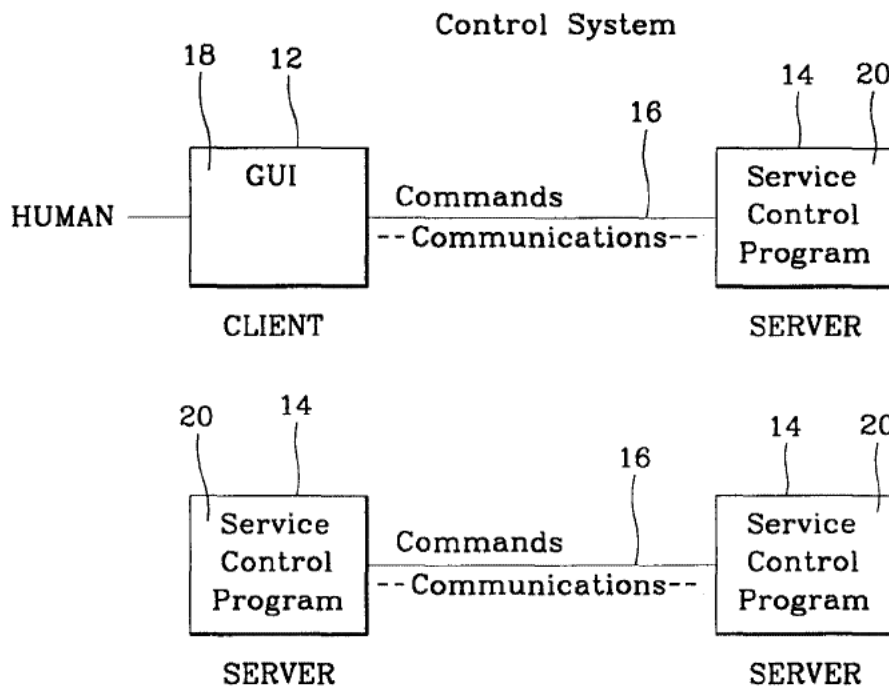 Control System
18
12
14
20
16
GUI
Service
Control
Program
HUMAN
Commands
--Communications--
CLIENT
SERVER
20
14
14
20
16
Service
Control
Program
Commands
--Communications--
Service
Control
Program
SERVER
SERVER